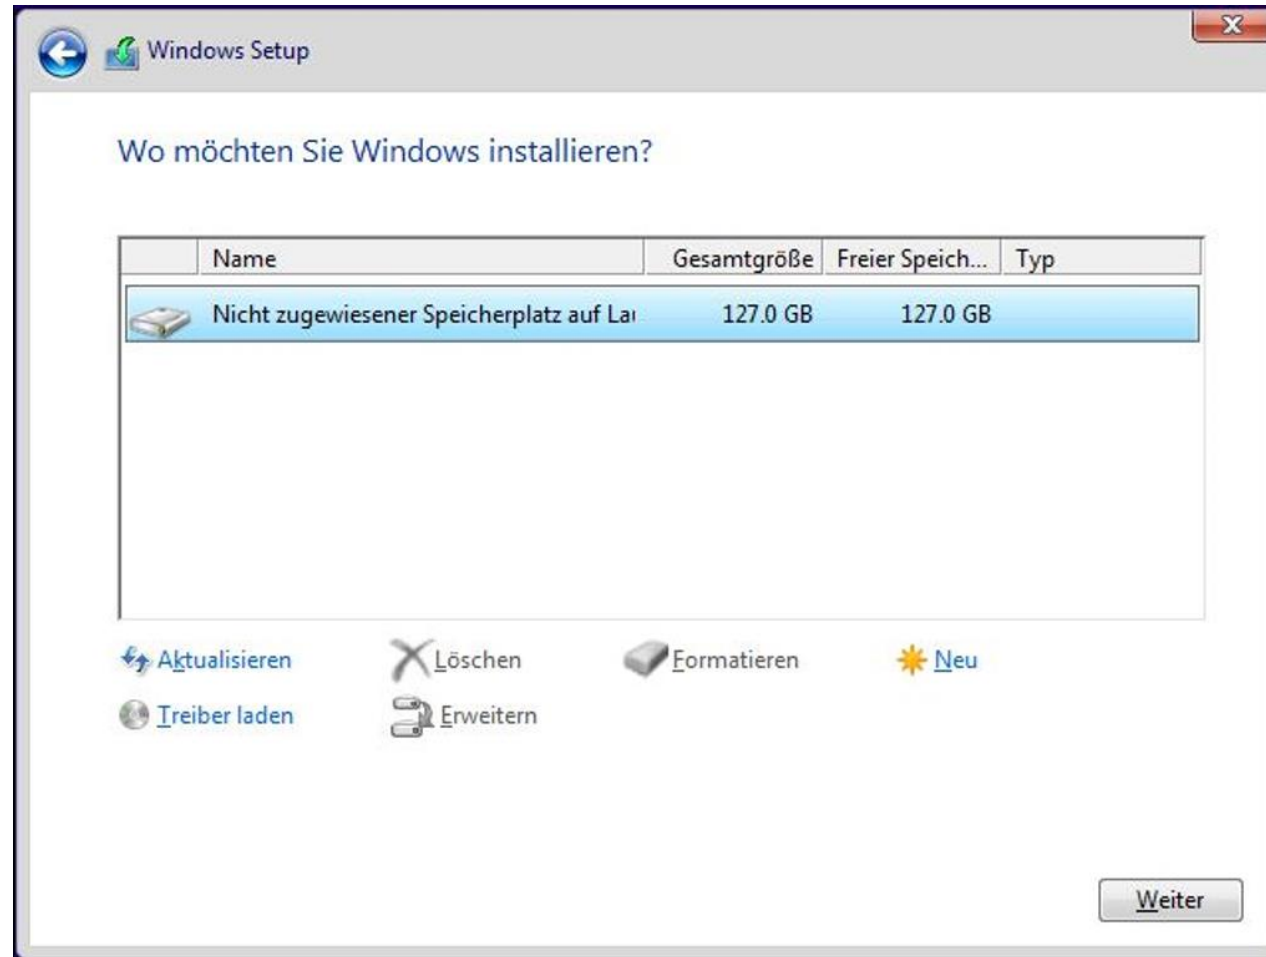 Windows Setup
Wo möchten Sie Windows installieren?
Name Gesamtgröße Freier Speich... Typ
Nicht zugewiesener Speicherplatz auf 127.0 GB 127.0 GB
Aktualisieren Löschen Formatieren Neu
Treiber laden Erweitern
Weiter